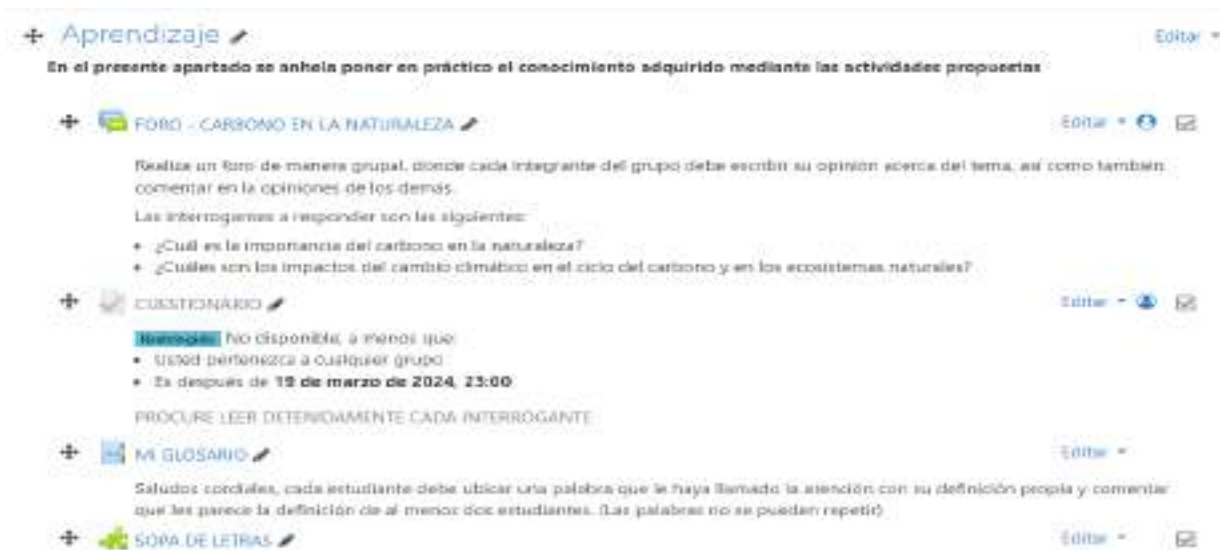 Aprendizaje
Editar
En el presente apartado se anhela poner en práctico el conocimiento adquirido mediante las actividades propuestas
FORO - CARBONO EN LA NATURALEZA
Editar
Realiza un foro de manera grupal, donde cada integrante del grupo debe escribir su opinión acerca del tema, así como también
comentar en la opiniones de los demás.
Las interrogantes a responder son las siguientes:
¿Cuál es la importancia del carbono en la naturaleza?
¿Cuáles son los impactos del cambio climático en el ciclo del carbono y en los ecosistemas naturales?
CUESTIONARIO
Editar
Restringido No disponible, a menos que:
Usted pertenezca a cualquier grupo
Es después de 19 de marzo de 2024, 23:00
PROCURE LEER DETENIDAMENTE CADA INTERROGANTE
MI GLOSARIO
Editar
Saludos cordiales, cada estudiante debe ubicar una palabra que le haya llamado la atención con su definición propia y comentar
que les parece la definición de al menos dos estudiantes. (Las palabras no se pueden repetir)
SOPA DE LETRAS
Editar